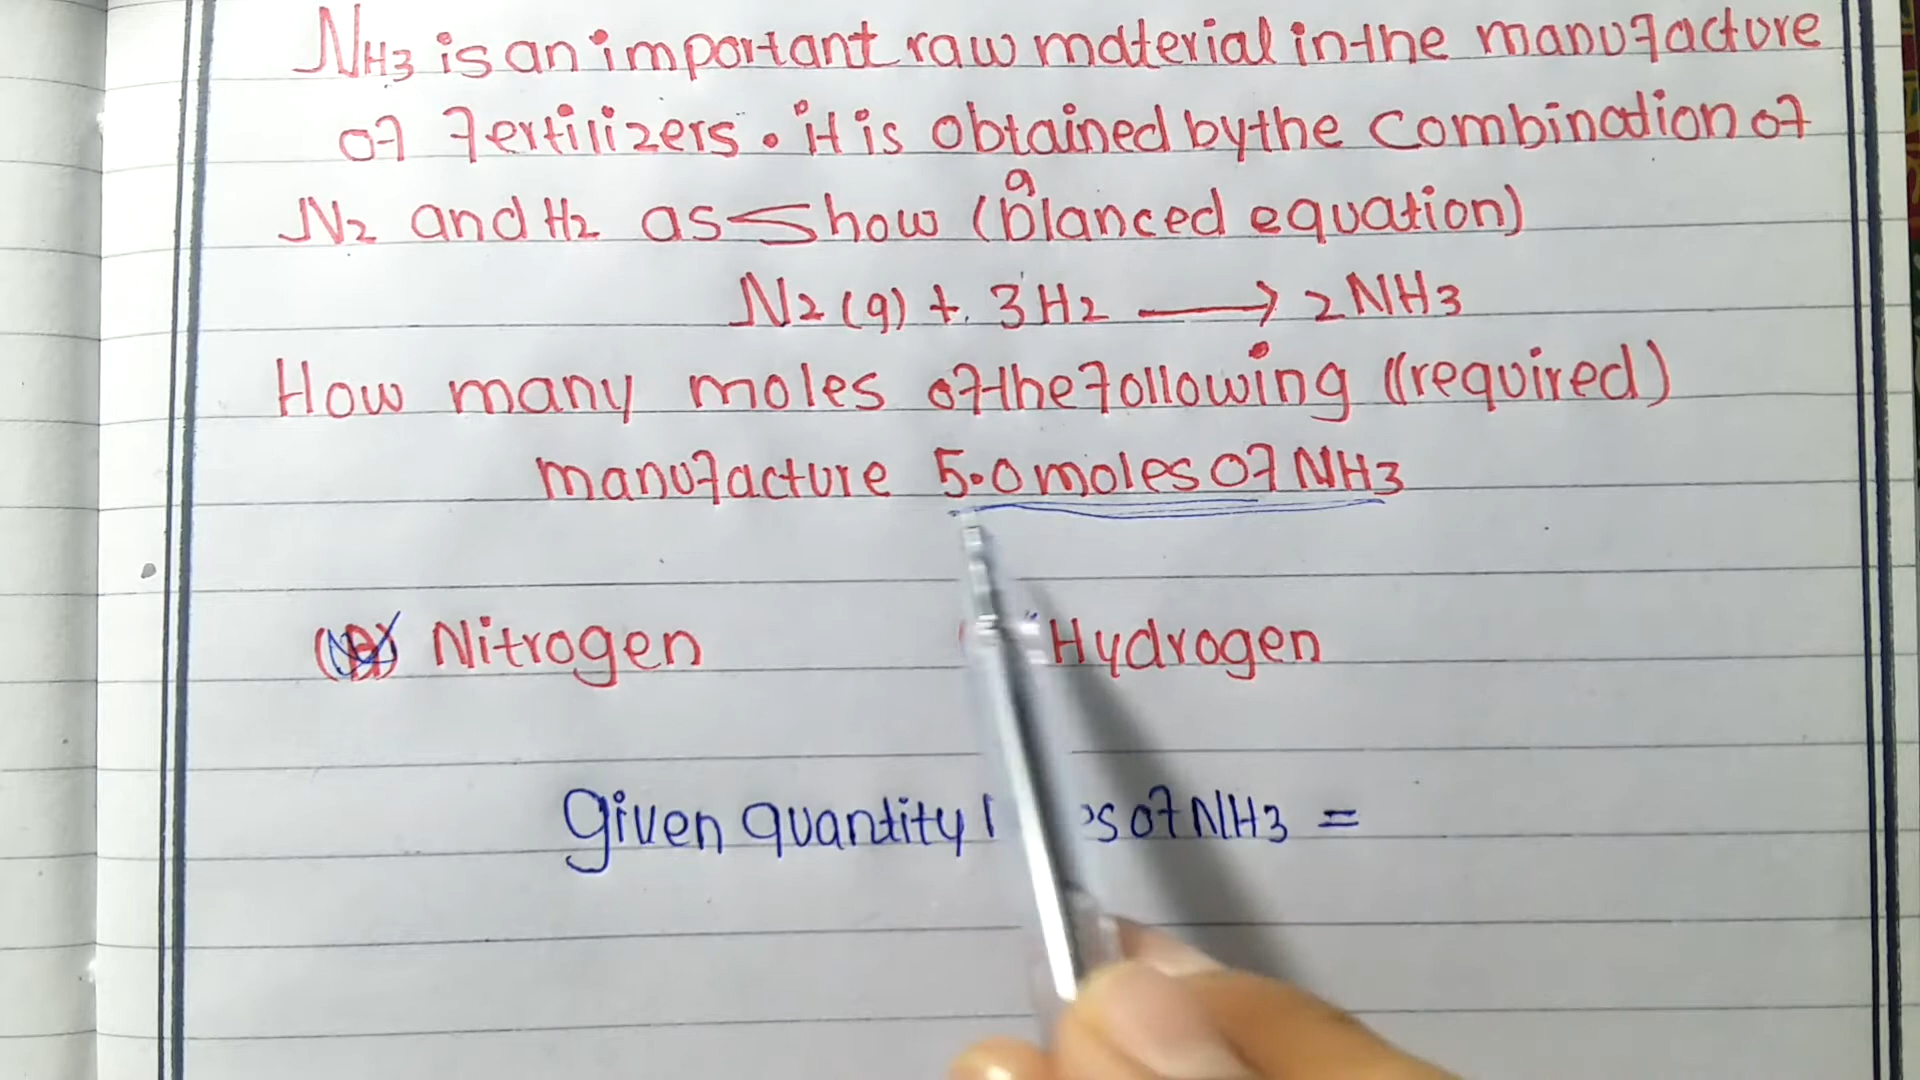 NH3 is an important raw material in the manufacture
of fertilizers. it is obtained by the combination of
N2 and H2 as show (balanced equation)
N2 (g) + 3H2 → 2NH3
How many moles of the following (required)
manufacture 5.0 moles of NH3
Nitrogen Hydrogen
Given quantity of NH3 =